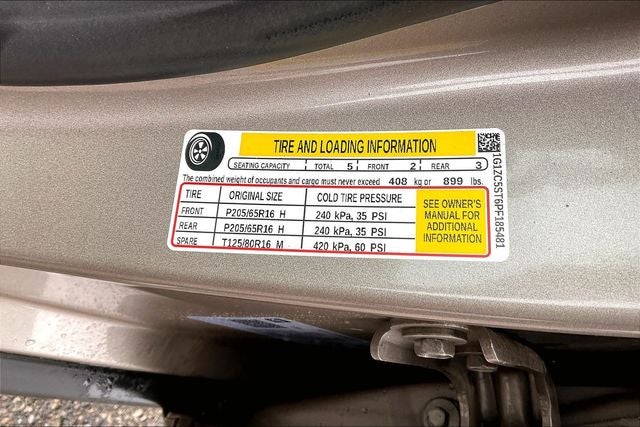 TIRE AND LOADING INFORMATION
SEATING CAPACITY TOTAL 5 FRONT 2 REAR 3
The combined weight of occupants and cargo must never exceed 408 kg or 899 lbs.
TIRE ORIGINAL SIZE COLD TIRE PRESSURE
FRONT P205/65R16 H 240 kPa, 35 PSI
REAR P205/65R16 H 240 kPa, 35 PSI
SPARE T125/80R16 M 420 kPa, 60 PSI
SEE OWNER'S
MANUAL FOR
ADDITIONAL
INFORMATION
1G1ZC5ST6PF185481